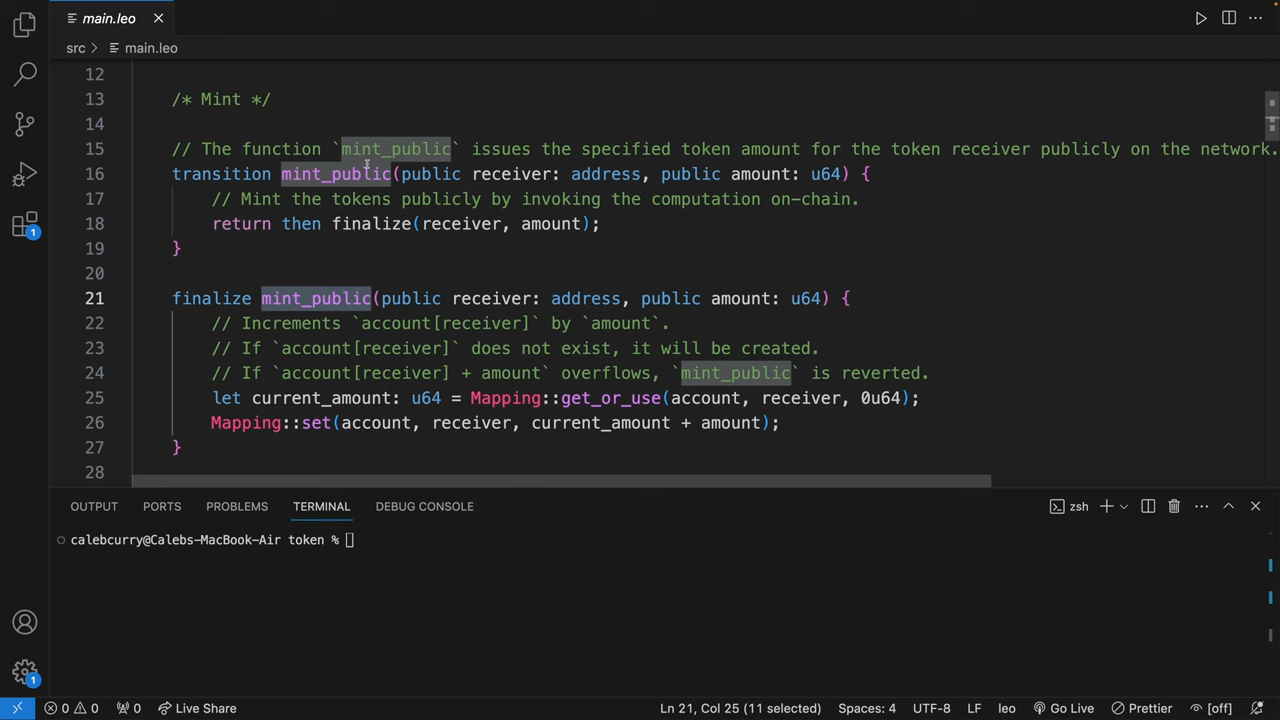 main.leo
src > main.leo
12
13 /* Mint */
14
15 // The function `mint_public` issues the specified token amount for the token receiver publicly on the network.
16 transition mint_public(public receiver: address, public amount: u64) {
17 // Mint the tokens publicly by invoking the computation on-chain.
18 return then finalize(receiver, amount);
19 }
20
21 finalize mint_public(public receiver: address, public amount: u64) {
22 // Increments `account[receiver]` by `amount`.
23 // If `account[receiver]` does not exist, it will be created.
24 // If `account[receiver] + amount` overflows, `mint_public` is reverted.
25 let current_amount: u64 = Mapping::get_or_use(account, receiver, 0u64);
26 Mapping::set(account, receiver, current_amount + amount);
27 }
28
OUTPUT PORTS PROBLEMS TERMINAL DEBUG CONSOLE zsh
calebcurry@Calebs-MacBook-Air token %
1
1
0 0 0 Live Share Ln 21, Col 25 (11 selected) Spaces: 4 UTF-8 LF leo Go Live Prettier [off]